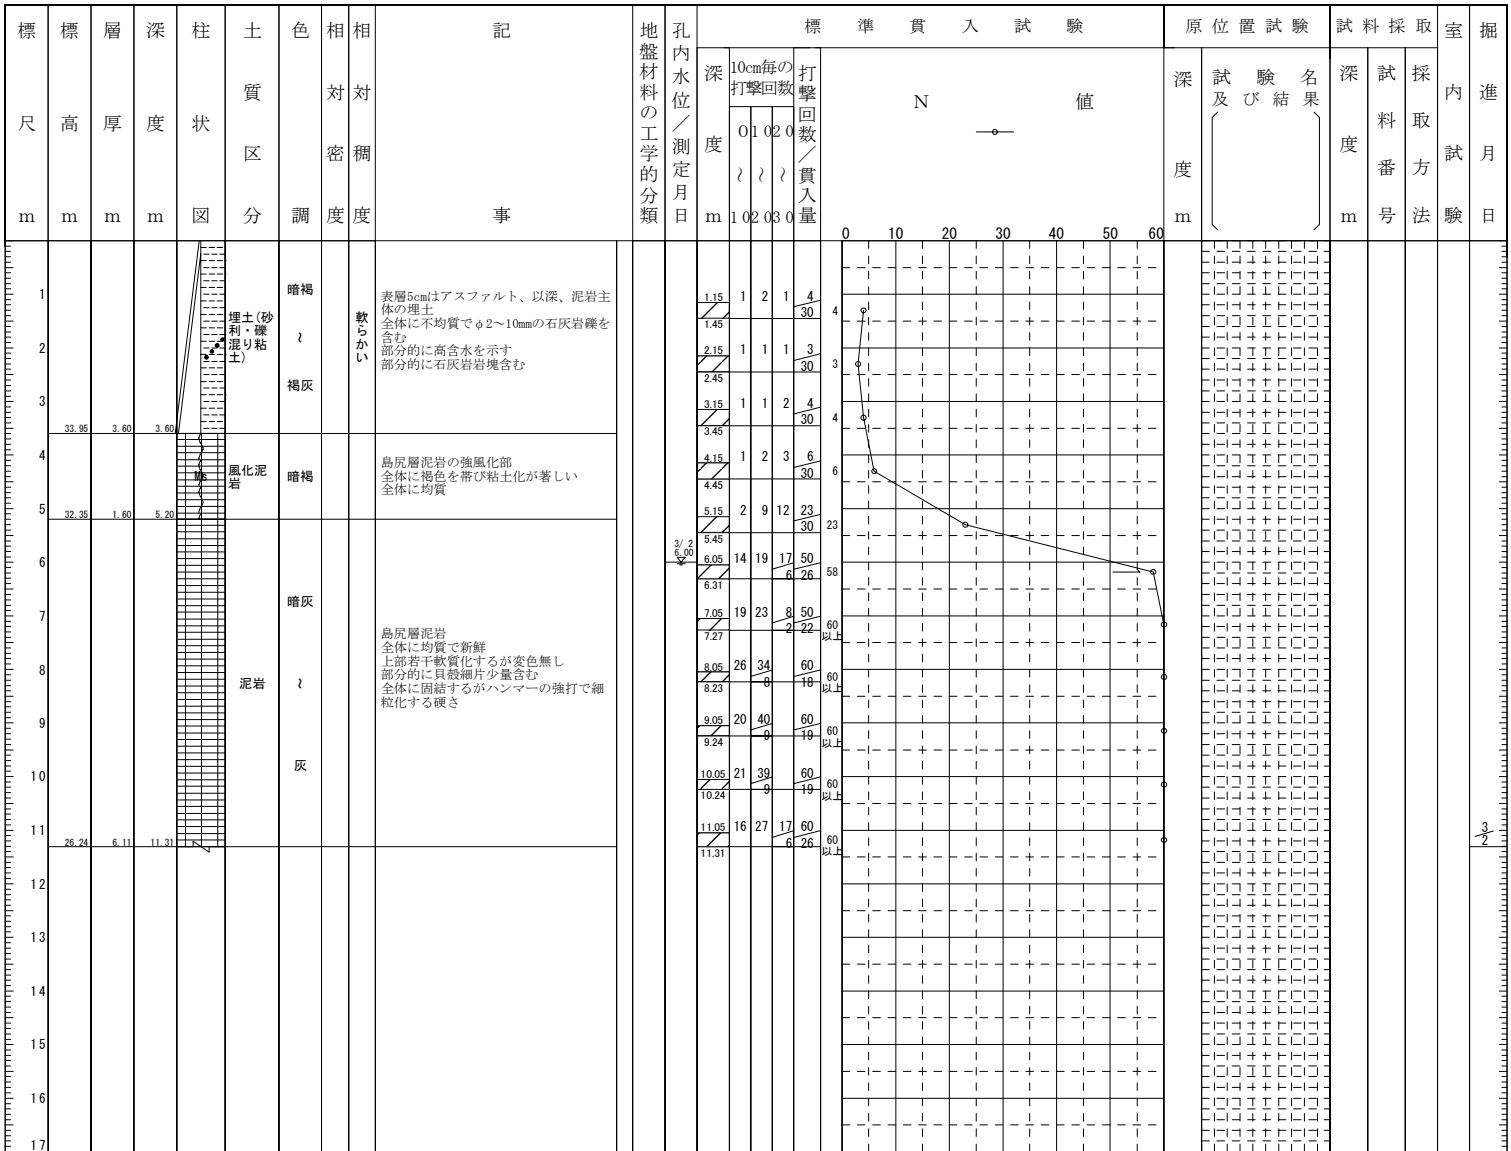 標尺 m
標高 m
層厚 m
深度 m
柱状図
土質区分
色調
相対密度
相対稠度
記事
地盤材料の工学的分類
孔内水位／測定月日
標準貫入試験
深度 m
10cm毎の
打撃回数
0 10 20
～ ～ ～
10 20 30
打撃回数／貫入量
N 値
0 10 20 30 40 50 60
原位置試験
深度 m
試験名
及び結果
試料採取
深度 m
試料番号
採取方法
室内試験
掘進月日
1
2
3
4
5
6
7
8
9
10
11
12
13
14
15
16
17
33.95 3.60 3.60
埋土(砂
利・礫
混り粘
土)
暗褐
～
褐灰
軟らかい
表層5cmはアスファルト、以深、泥岩主
体の埋土
全体に不均質でφ2～10mmの石灰岩礫を
含む
部分的に高含水を示す
部分的に石灰岩岩塊含む
32.35 1.60 5.20
Ms
風化泥
岩
暗褐
島尻層泥岩の強風化部
全体に褐色を帯び粘土化が著しい
全体に均質
26.24 6.11 11.31
泥岩
暗灰
～
灰
島尻層泥岩
全体に均質で新鮮
上部若干軟質化するが変色無し
部分的に貝殻細片少量含む
全体に固結するがハンマーの強打で細
粒化する硬さ
3/ 2
6.00
1.15 1 2 1 4
30 4
1.45
2.15 1 1 1 3
30 3
2.45
3.15 1 1 2 4
30 4
3.45
4.15 1 2 3 6
30 6
4.45
5.15 2 9 12 23
30 23
5.45
6.05 14 19 17 50
6 26 58
6.31
7.05 19 23 8 50
2 22 60
7.27 以上
8.05 26 34 60
8 18 60
8.23 以上
9.05 20 40 60
9 19 60
9.24 以上
10.05 21 39 60
9 19 60
10.24 以上
11.05 16 27 17 60
6 26 60
11.31 以上
3
2